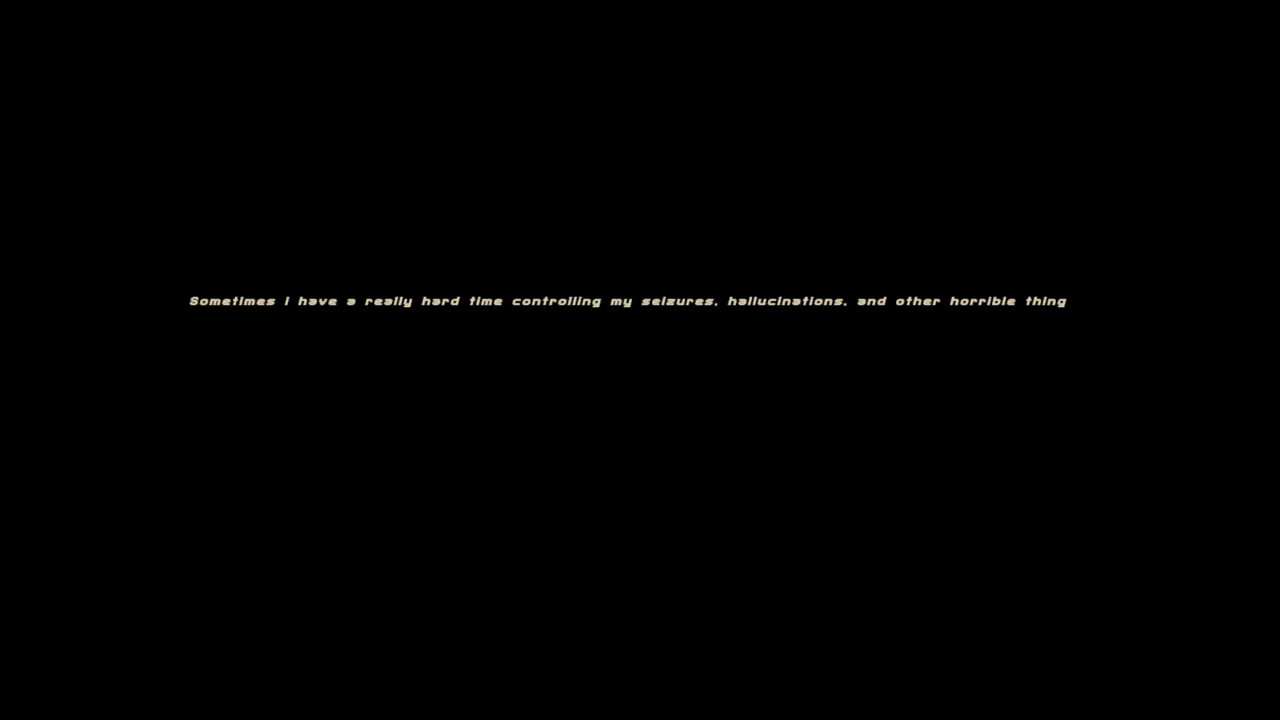 Sometimes i have a really hard time controlling my seizures, hallucinations, and other horrible thing